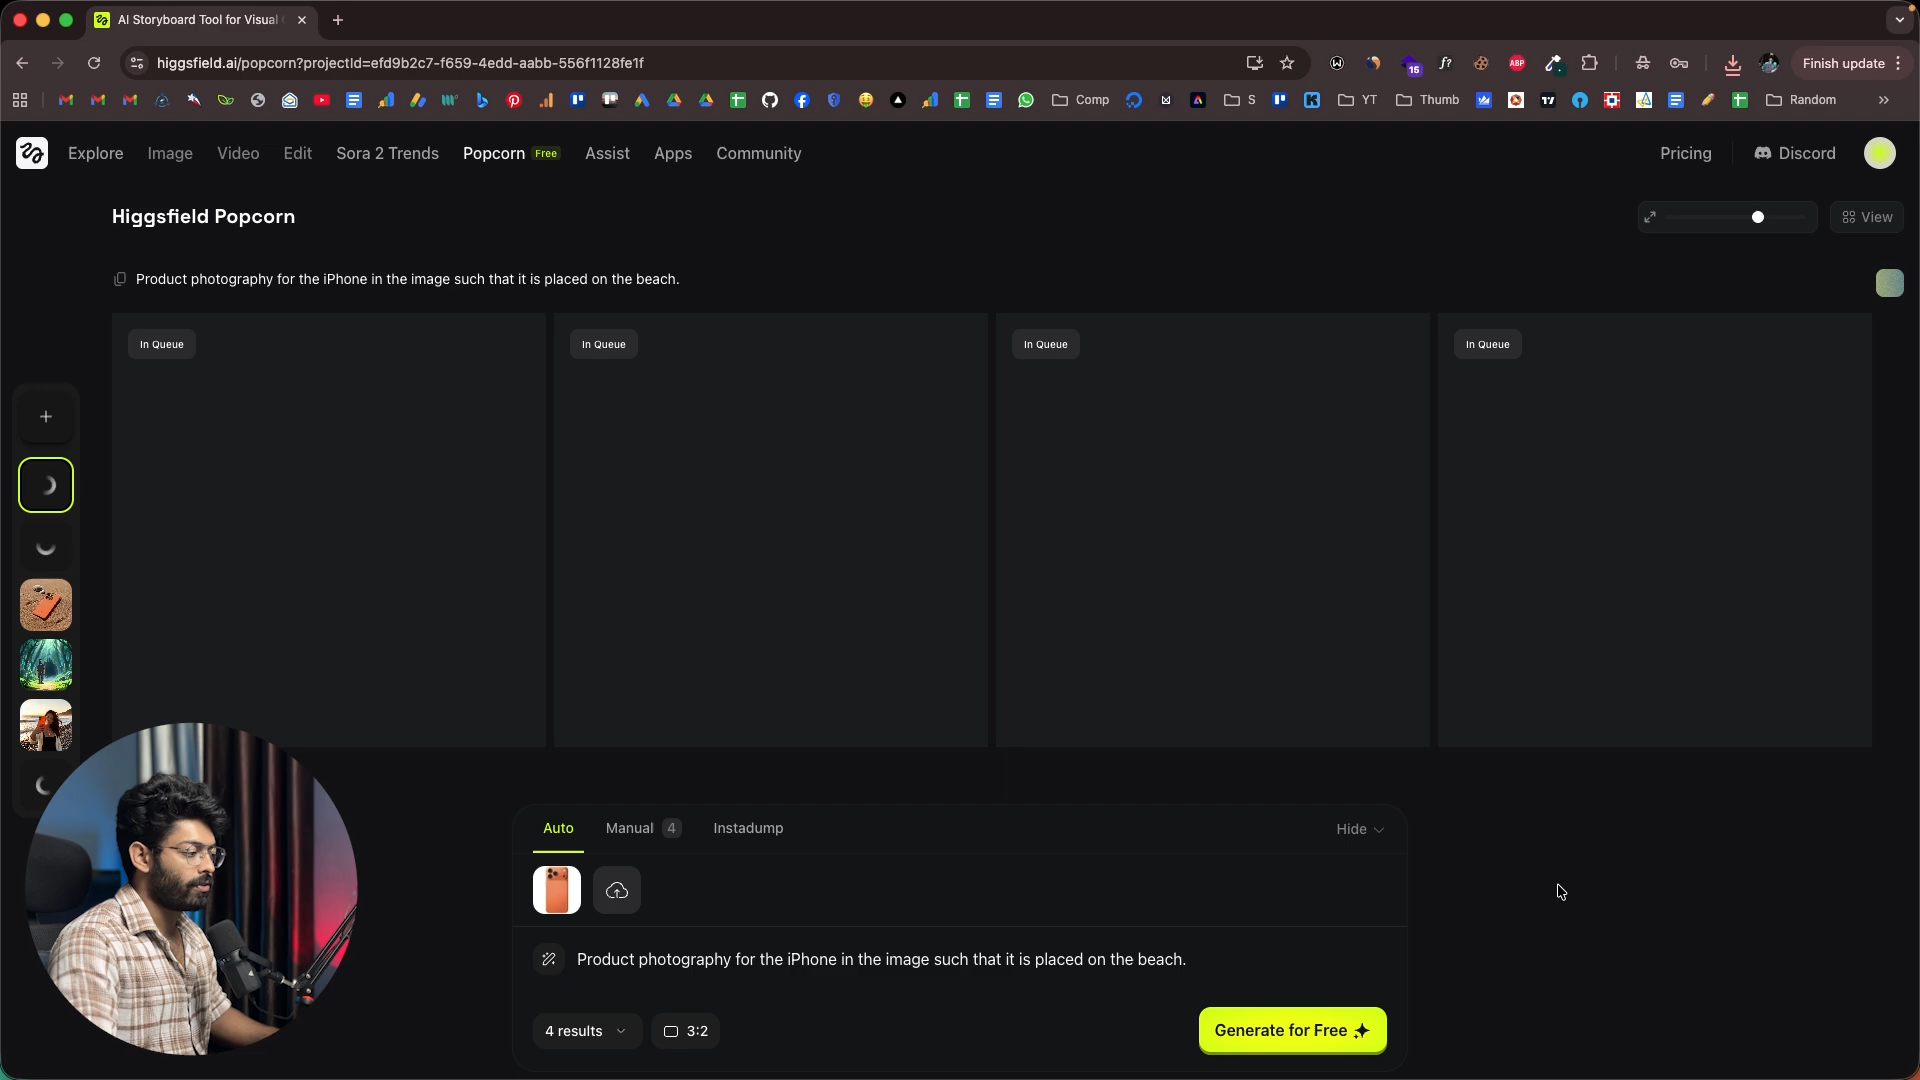 AI Storyboard Tool for Visual
higgsfield.ai/popcorn?projectId=efd9b2c7-f659-4edd-aabb-556f1128fe1f
15
f?
ABP
Finish update
Comp
S
YT
Thumb
Random
Explore
Image
Video
Edit
Sora 2 Trends
Popcorn Free
Assist
Apps
Community
Pricing
Discord
Higgsfield Popcorn
View
Product photography for the iPhone in the image such that it is placed on the beach.
In Queue
In Queue
In Queue
In Queue
Auto
Manual 4
Instadump
Hide
Product photography for the iPhone in the image such that it is placed on the beach.
4 results
3:2
Generate for Free